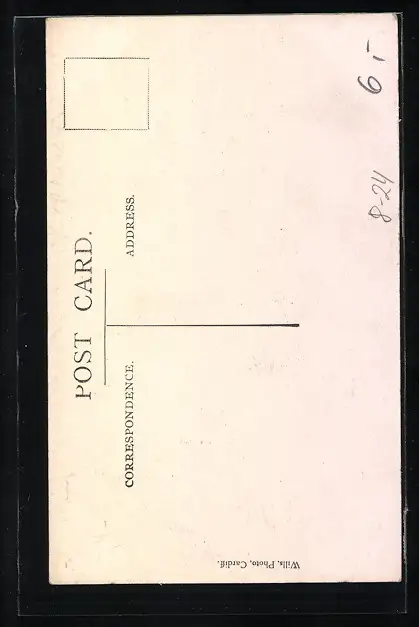 POST CARD.
CORRESPONDENCE.
ADDRESS.
Wills, Photo, Cardiff.
6,-
8-24